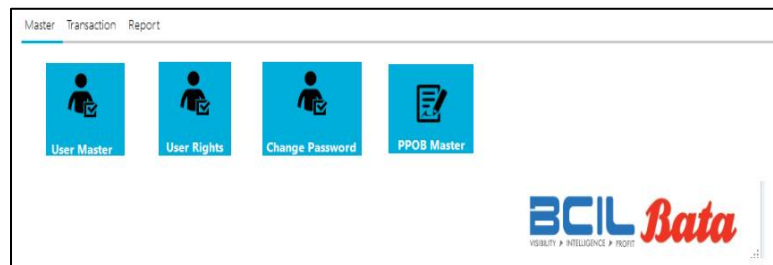 Master Transaction Report
User Master User Rights Change Password PPOB Master
BCIL Bata
VISIBILITY > INTELLIGENCE > PROFIT